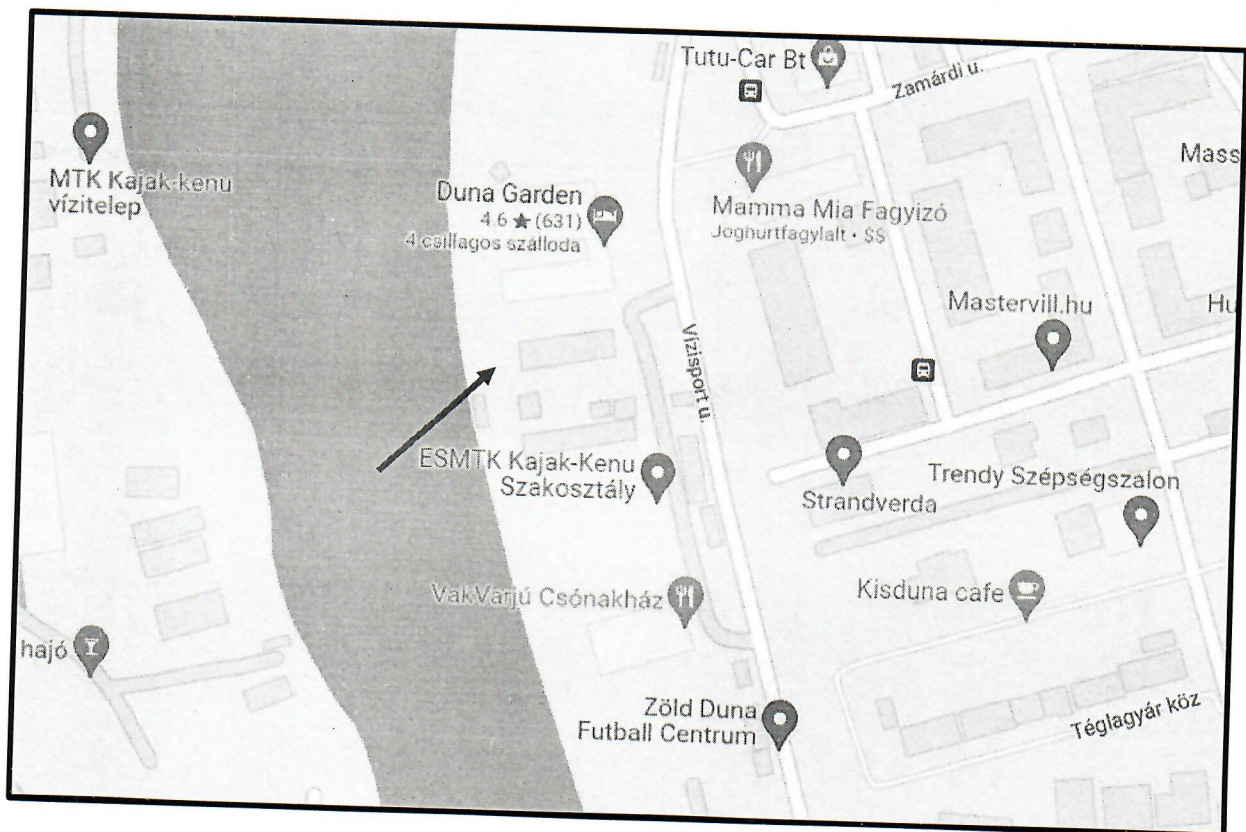 Tutu-Car Bt
Zamárdi u.
MTK Kajak-kenu
vízitelep
Mass
Duna Garden
4.6 ★ (631)
4 csillagos szálloda
Mamma Mia Fagyizó
Joghurtfagylalt • $$
Mastervill.hu
Hu
Vízisport u.
ESMTK Kajak-Kenu
Szakosztály
Strandverda
Trendy Szépségszalon
VakVarjú Csónakház
Kisduna cafe
hajó
Zöld Duna
Futball Centrum
Téglagyár köz